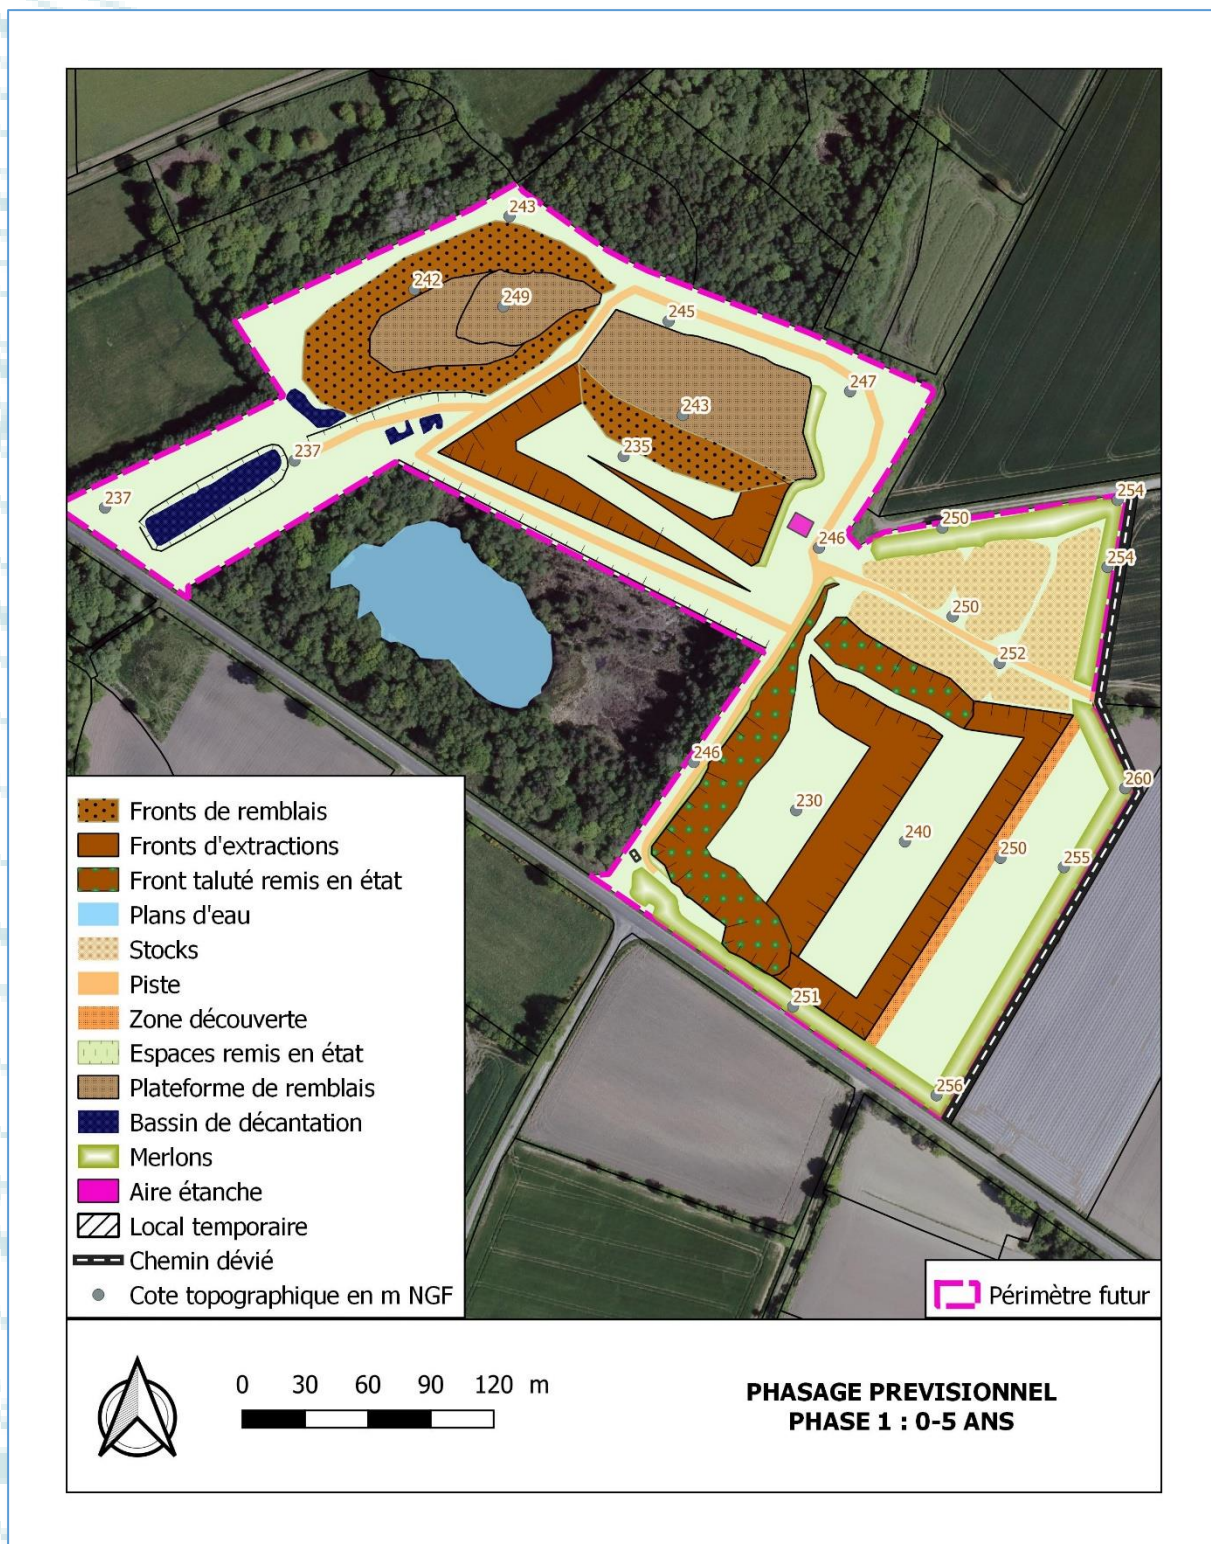 243
242
249
245
247
243
235
237
237
254
250
246
254
250
252
246
260
230
240
250
255
251
256
Fronts de remblais
Fronts d'extractions
Front taluté remis en état
Plans d'eau
Stocks
Piste
Zone découverte
Espaces remis en état
Plateforme de remblais
Bassin de décantation
Merlons
Aire étanche
Local temporaire
Chemin dévié
Cote topographique en m NGF
Périmètre futur
0 30 60 90 120 m
PHASAGE PREVISIONNEL
PHASE 1 : 0-5 ANS